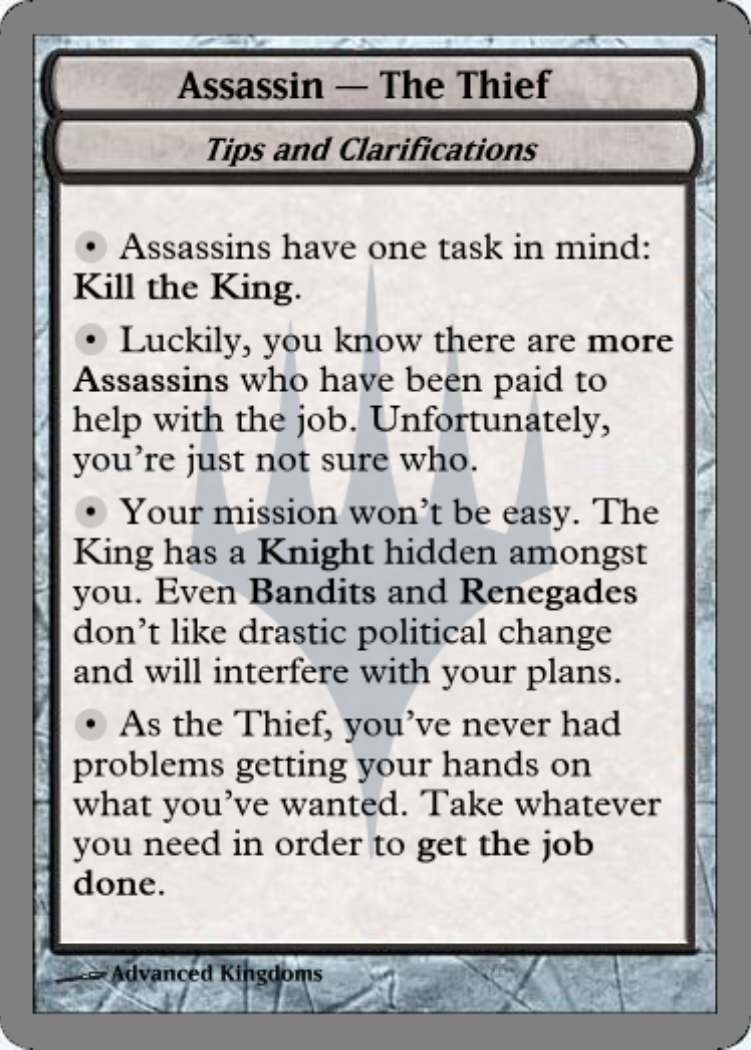 Assassin — The Thief
Tips and Clarifications
• Assassins have one task in mind:
Kill the King.
• Luckily, you know there are more
Assassins who have been paid to
help with the job. Unfortunately,
you’re just not sure who.
• Your mission won’t be easy. The
King has a Knight hidden amongst
you. Even Bandits and Renegades
don’t like drastic political change
and will interfere with your plans.
• As the Thief, you’ve never had
problems getting your hands on
what you’ve wanted. Take whatever
you need in order to get the job
done.
Advanced Kingdoms